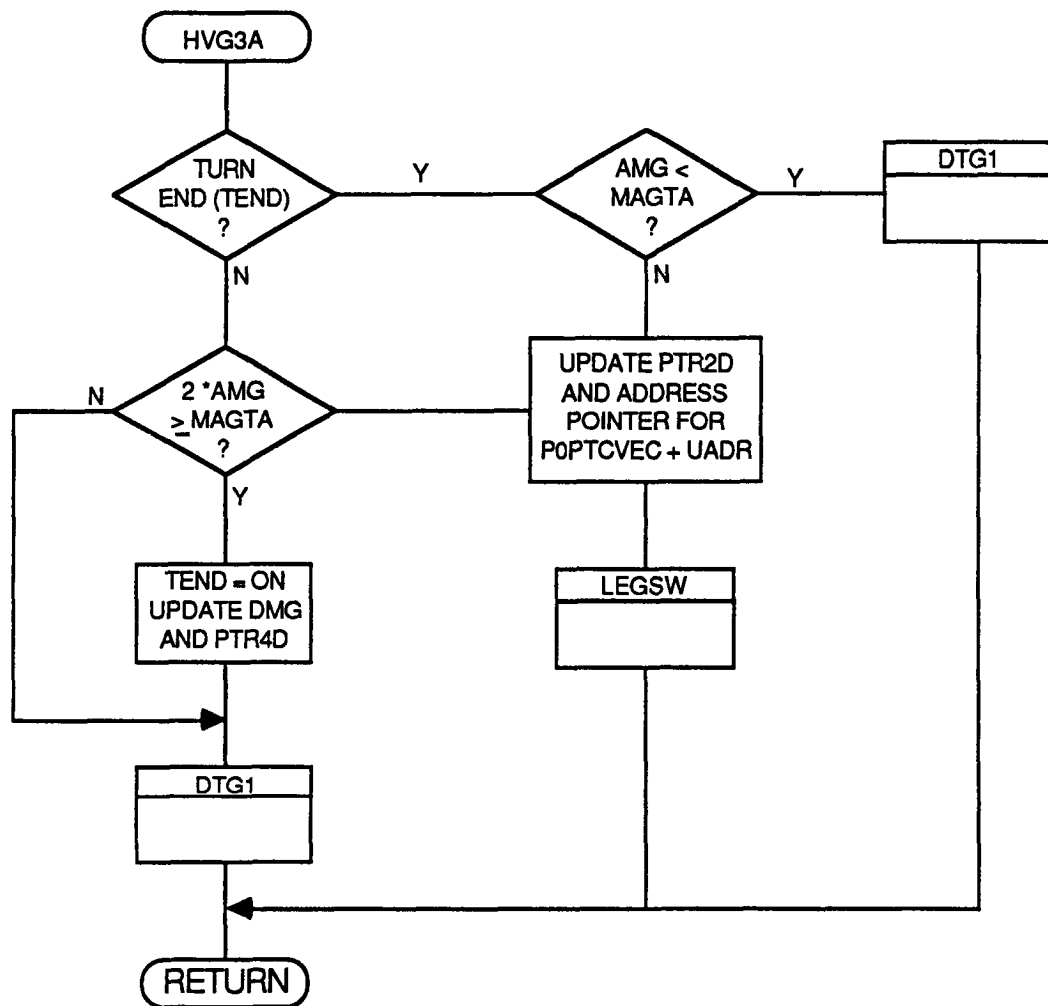 HVG3A
TURN
END (TEND)
?
Y
N
AMG <
MAGTA
?
Y
N
DTG1
2 *AMG
≥ MAGTA
?
N
Y
UPDATE PTR2D
AND ADDRESS
POINTER FOR
P0PTCVEC + UADR
TEND = ON
UPDATE DMG
AND PTR4D
LEGSW
DTG1
RETURN